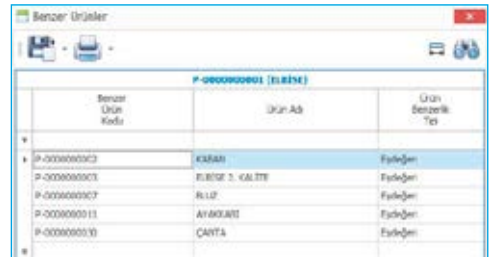 Benzer Ürünler
P-0000000001 (ELBİSE)
Benzer Ürün Kodu Ürün Adı Ürün Benzerlik Tipi
P-0000000002 KABAN Eşdeğer
P-0000000003 ELBİSE 2. KALİTE Eşdeğer
P-0000000007 BLUZ Eşdeğer
P-0000000011 AYAKKABI Eşdeğer
P-0000000030 ÇANTA Eşdeğer